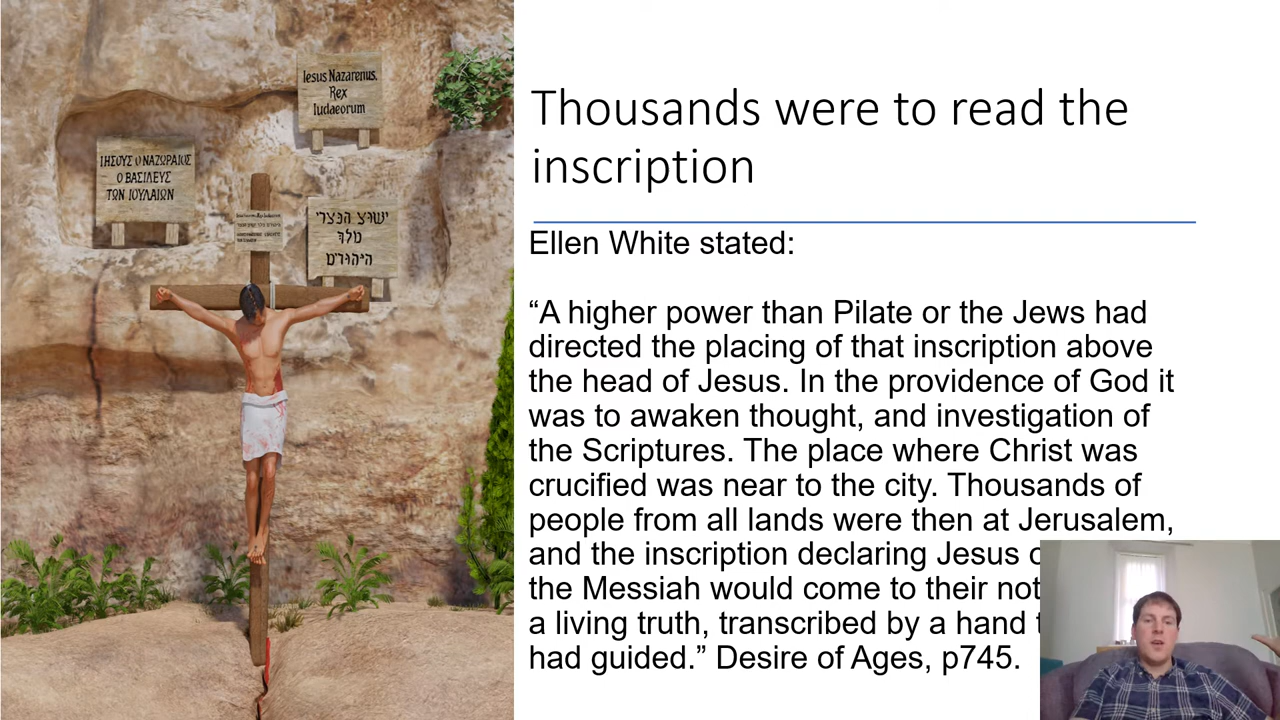 Iesus Nazarenus.
Rex
Iudaeorum
ΙΗΣΟΥΣ Ο ΝΑΖΩΡΑΙΟΣ
Ο ΒΑΣΙΛΕΥΣ
ΤΩΝ ΙΟΥΛΑΙΩΝ
ישוצ הנצרי
מלך
היהודים
Thousands were to read the
inscription
Ellen White stated:
“A higher power than Pilate or the Jews had
directed the placing of that inscription above
the head of Jesus. In the providence of God it
was to awaken thought, and investigation of
the Scriptures. The place where Christ was
crucified was near to the city. Thousands of
people from all lands were then at Jerusalem,
and the inscription declaring Jesus
the Messiah would come to their
a living truth, transcribed by a hand
had guided.” Desire of Ages, p745.